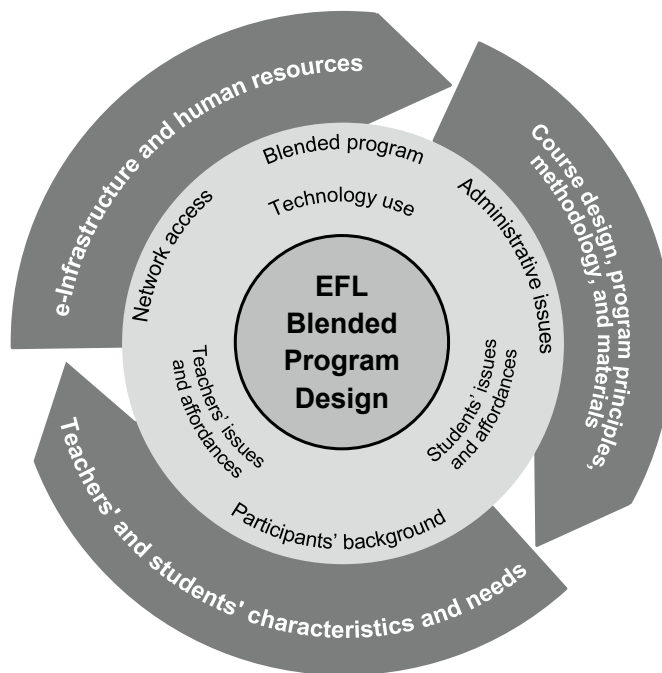 e-Infrastructure and human resources
Course design, program principles,
methodology, and materials
Teachers' and students' characteristics and needs
Blended program
Technology use
Network access
Administrative issues
Teachers' issues
and affordances
Students' issues
and affordances
Participants' background
EFL
Blended
Program
Design